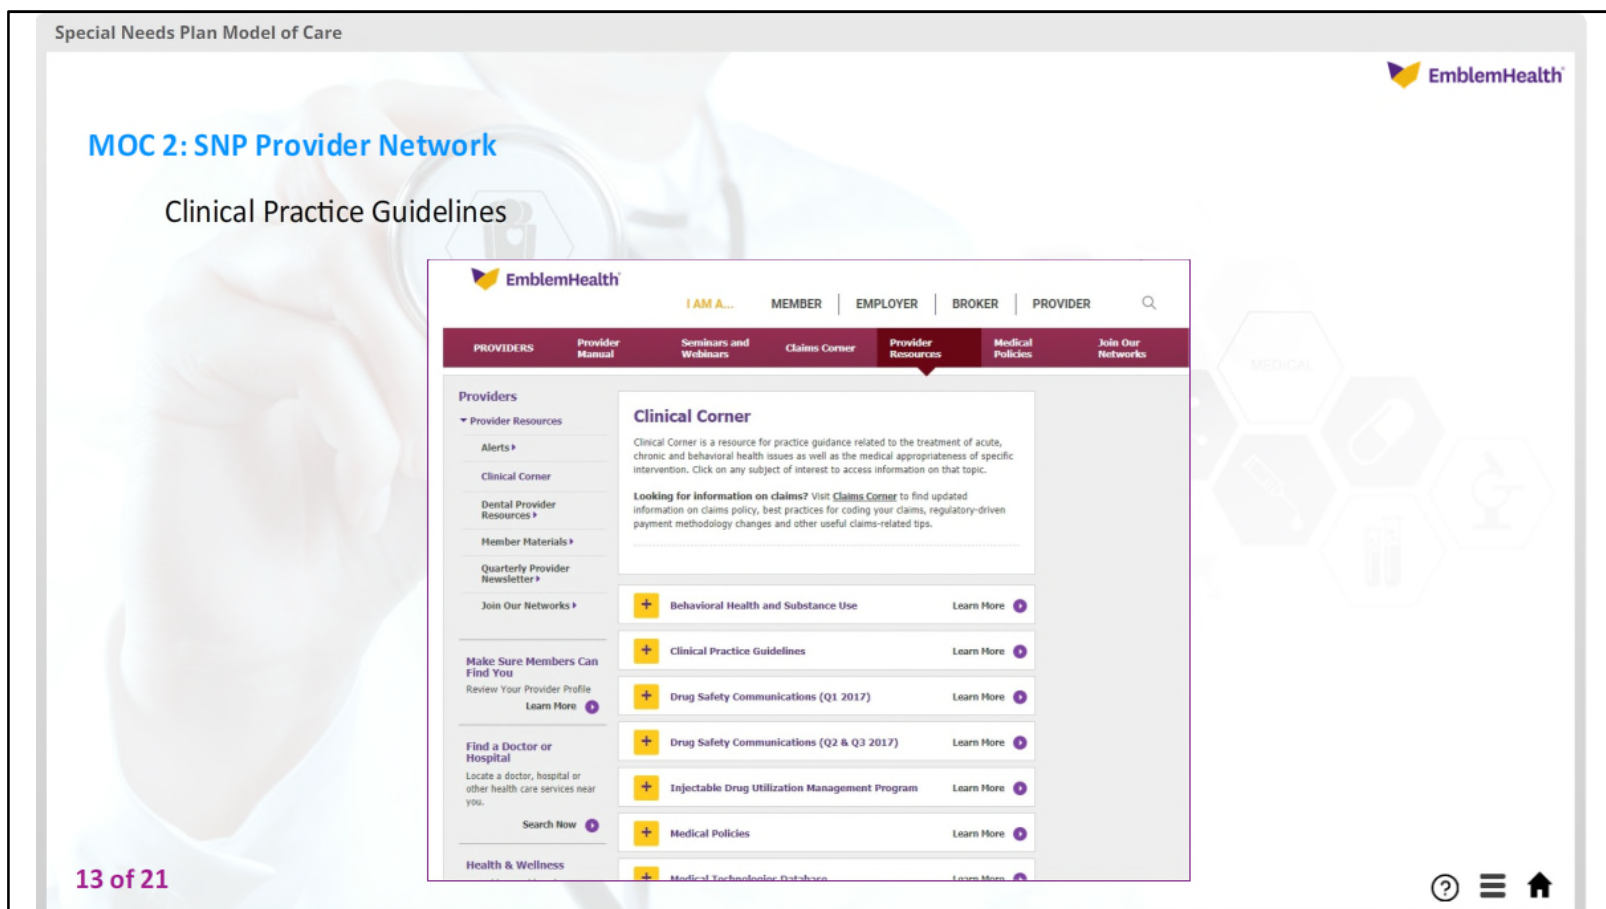 Special Needs Plan Model of Care
EmblemHealth
MOC 2: SNP Provider Network
Clinical Practice Guidelines
EmblemHealth
I AM A...
MEMBER
EMPLOYER
BROKER
PROVIDER
PROVIDERS
Provider
Manual
Seminars and
Webinars
Claims Corner
Provider
Resources
Medical
Policies
Join Our
Networks
Providers
Provider Resources
Alerts
Clinical Corner
Dental Provider
Resources
Member Materials
Quarterly Provider
Newsletter
Join Our Networks
Make Sure Members Can
Find You
Review Your Provider Profile
Learn More
Find a Doctor or
Hospital
Locate a doctor, hospital or
other health care services near
you.
Search Now
Health & Wellness
Clinical Corner
Clinical Corner is a resource for practice guidance related to the treatment of acute,
chronic and behavioral health issues as well as the medical appropriateness of specific
intervention. Click on any subject of interest to access information on that topic.
Looking for information on claims? Visit Claims Corner to find updated
information on claims policy, best practices for coding your claims, regulatory-driven
payment methodology changes and other useful claims-related tips.
+ Behavioral Health and Substance Use Learn More
+ Clinical Practice Guidelines Learn More
+ Drug Safety Communications (Q1 2017) Learn More
+ Drug Safety Communications (Q2 & Q3 2017) Learn More
+ Injectable Drug Utilization Management Program Learn More
+ Medical Policies Learn More
+ Medical Technologies Database Learn More
MEDICAL
13 of 21
?